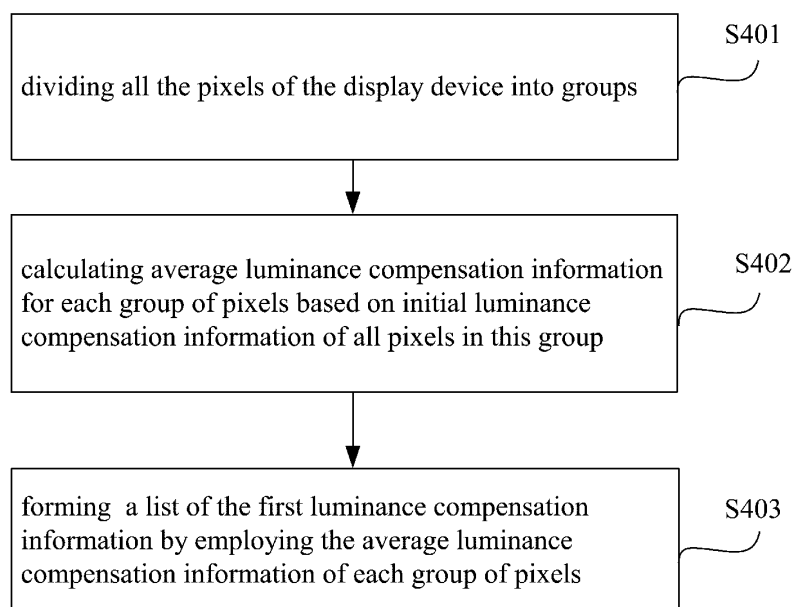 S401
dividing all the pixels of the display device into groups
S402
calculating average luminance compensation information
for each group of pixels based on initial luminance
compensation information of all pixels in this group
S403
forming a list of the first luminance compensation
information by employing the average luminance
compensation information of each group of pixels